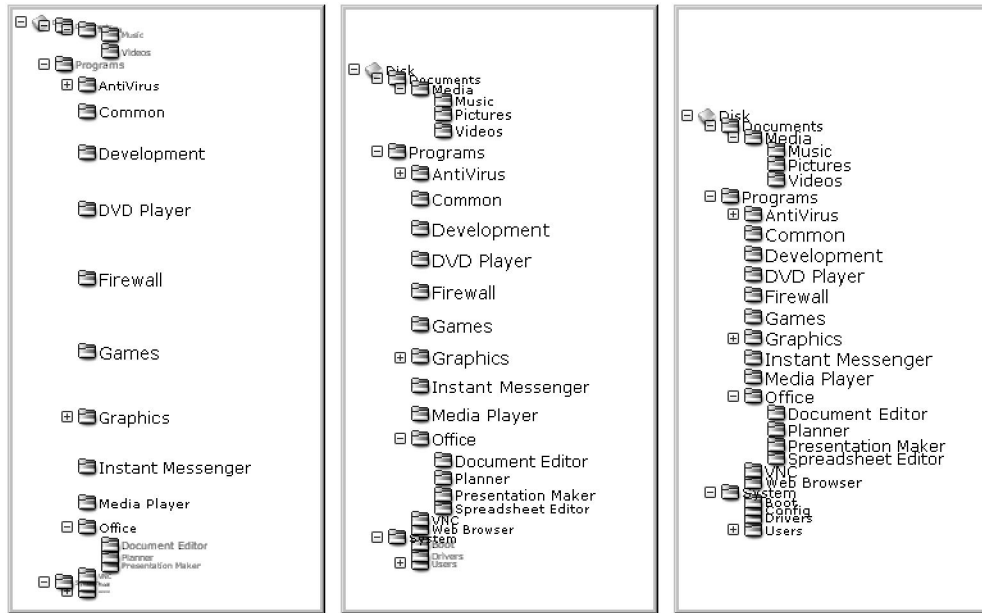 Music
Videos
Programs
AntiVirus
Common
Development
DVD Player
Firewall
Games
Graphics
Instant Messenger
Media Player
Office
Document Editor
Planner
Presentation Maker
VNC
Disk
Documents
Media
Music
Pictures
Videos
Programs
AntiVirus
Common
Development
DVD Player
Firewall
Games
Graphics
Instant Messenger
Media Player
Office
Document Editor
Planner
Presentation Maker
Spreadsheet Editor
VNC
Web Browser
System
Boot
Drivers
Users
Disk
Documents
Media
Music
Pictures
Videos
Programs
AntiVirus
Common
Development
DVD Player
Firewall
Games
Graphics
Instant Messenger
Media Player
Office
Document Editor
Planner
Presentation Maker
Spreadsheet Editor
VNC
Web Browser
System
Boot
Config
Drivers
Users